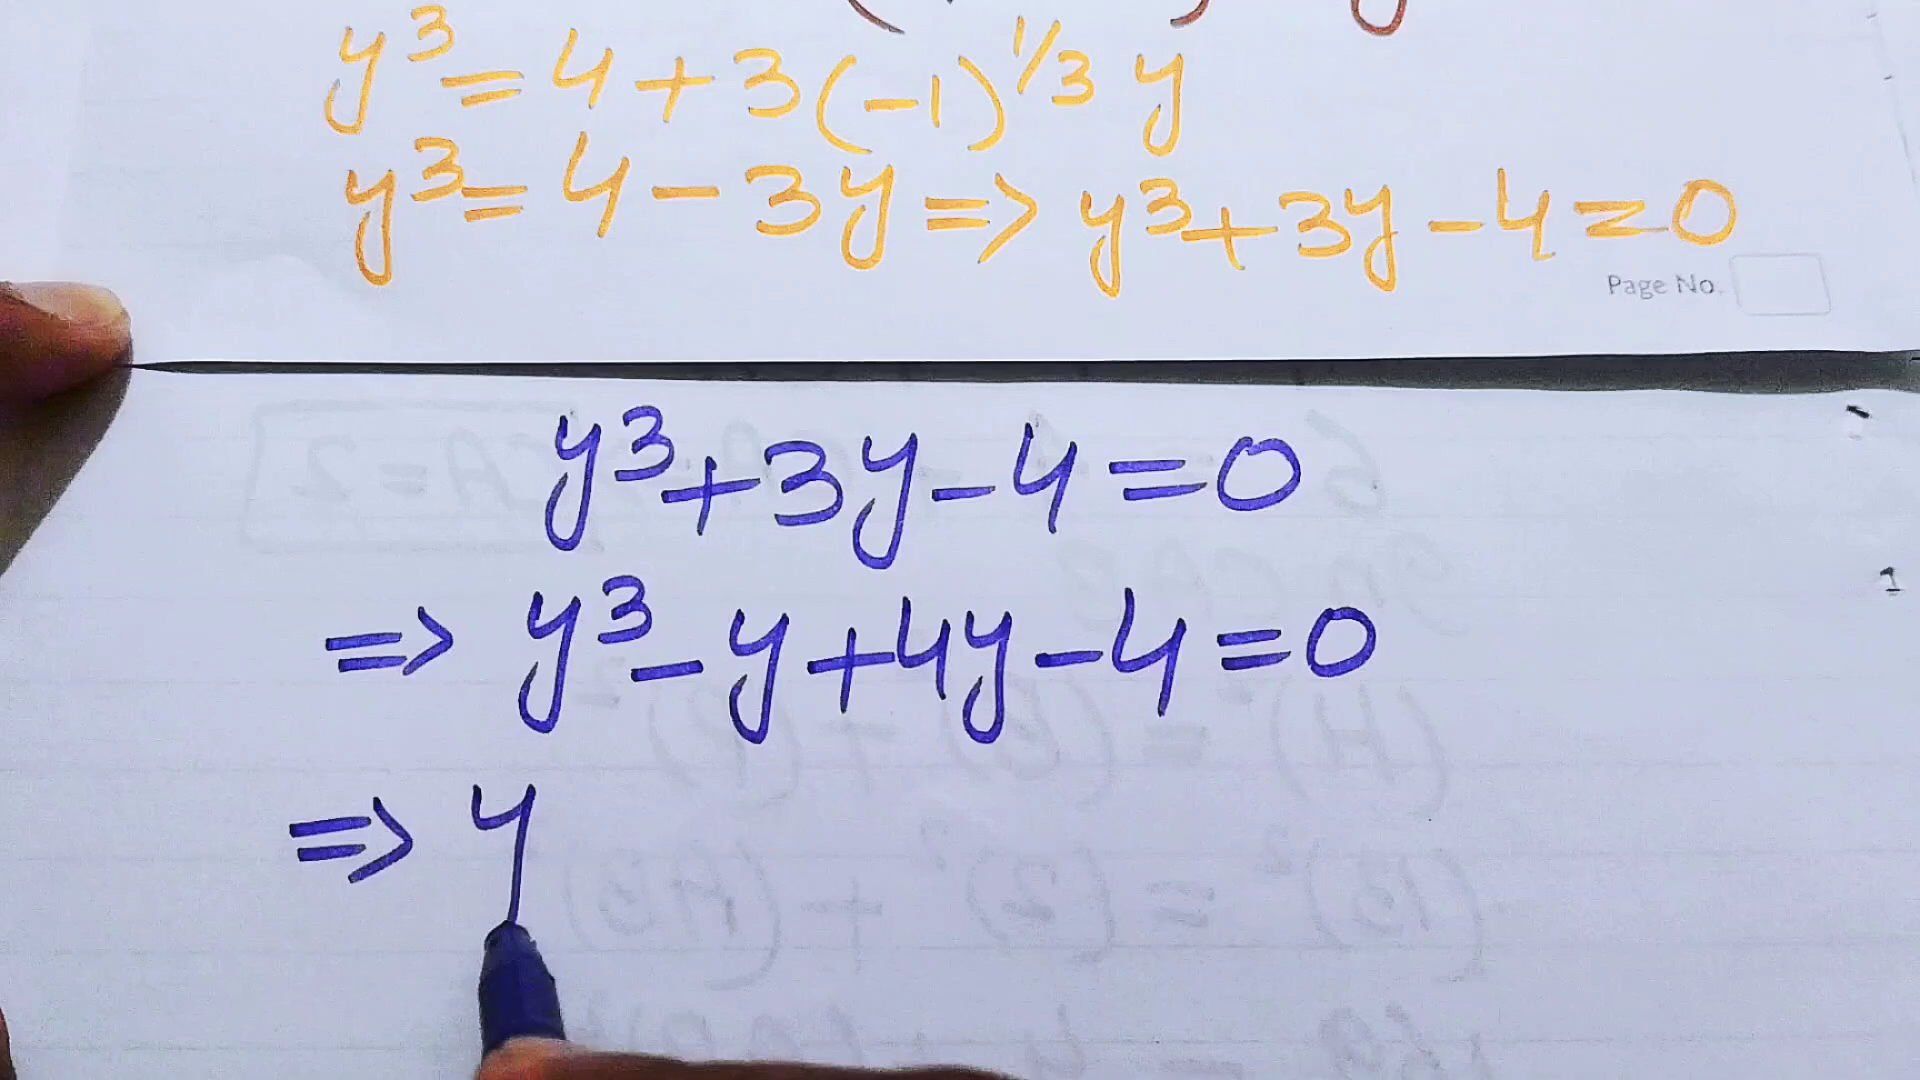 y³ = 4 + 3(-1)^1/3 y
y³ = 4 - 3y => y³ + 3y - 4 = 0
Page No.
y³ + 3y - 4 = 0
=> y³ - y + 4y - 4 = 0
=> y